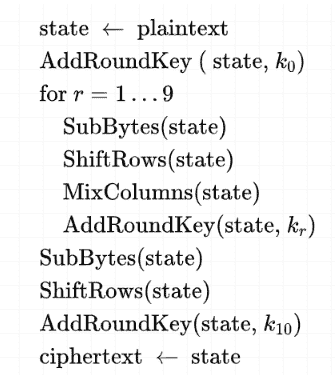 state ← plaintext
AddRoundKey ( state, k₀)
for r = 1 … 9
SubBytes(state)
ShiftRows(state)
MixColumns(state)
AddRoundKey(state, kᵣ)
SubBytes(state)
ShiftRows(state)
AddRoundKey(state, k₁₀)
ciphertext ← state